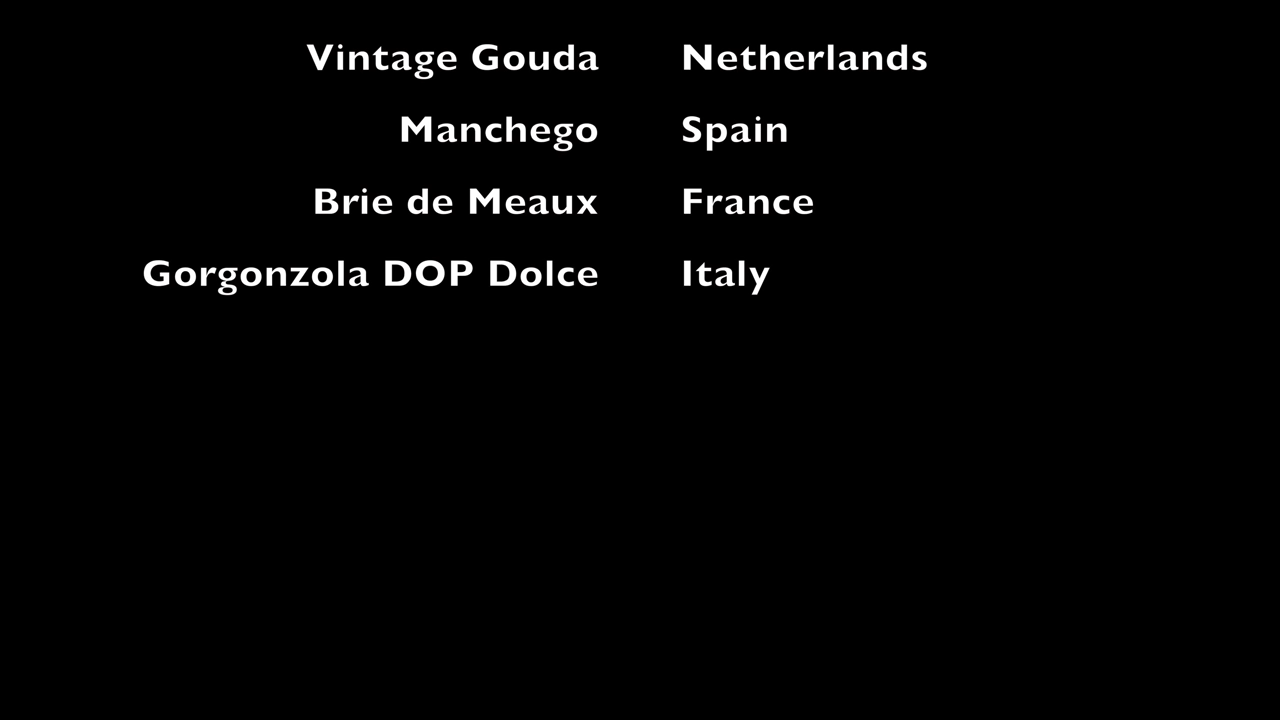 Vintage Gouda Netherlands
Manchego Spain
Brie de Meaux France
Gorgonzola DOP Dolce Italy